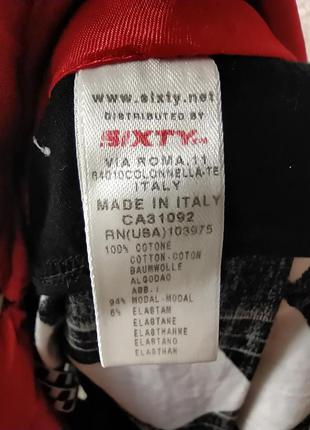 www.sixty.net
DISTRIBUTED BY
SIXTY
VIA ROMA,11
64010COLONNELLA-TE
ITALY
MADE IN ITALY
CA31092
RN(USA)103975
100% COTONE
COTTON-COTON
BAUMWOLLE
ALGODAO
ABB.I
94% MODAL-MODAL
6% ELASTAM
ELASTANE
ELASTHANNE
ELASTANO
ELASTHAN